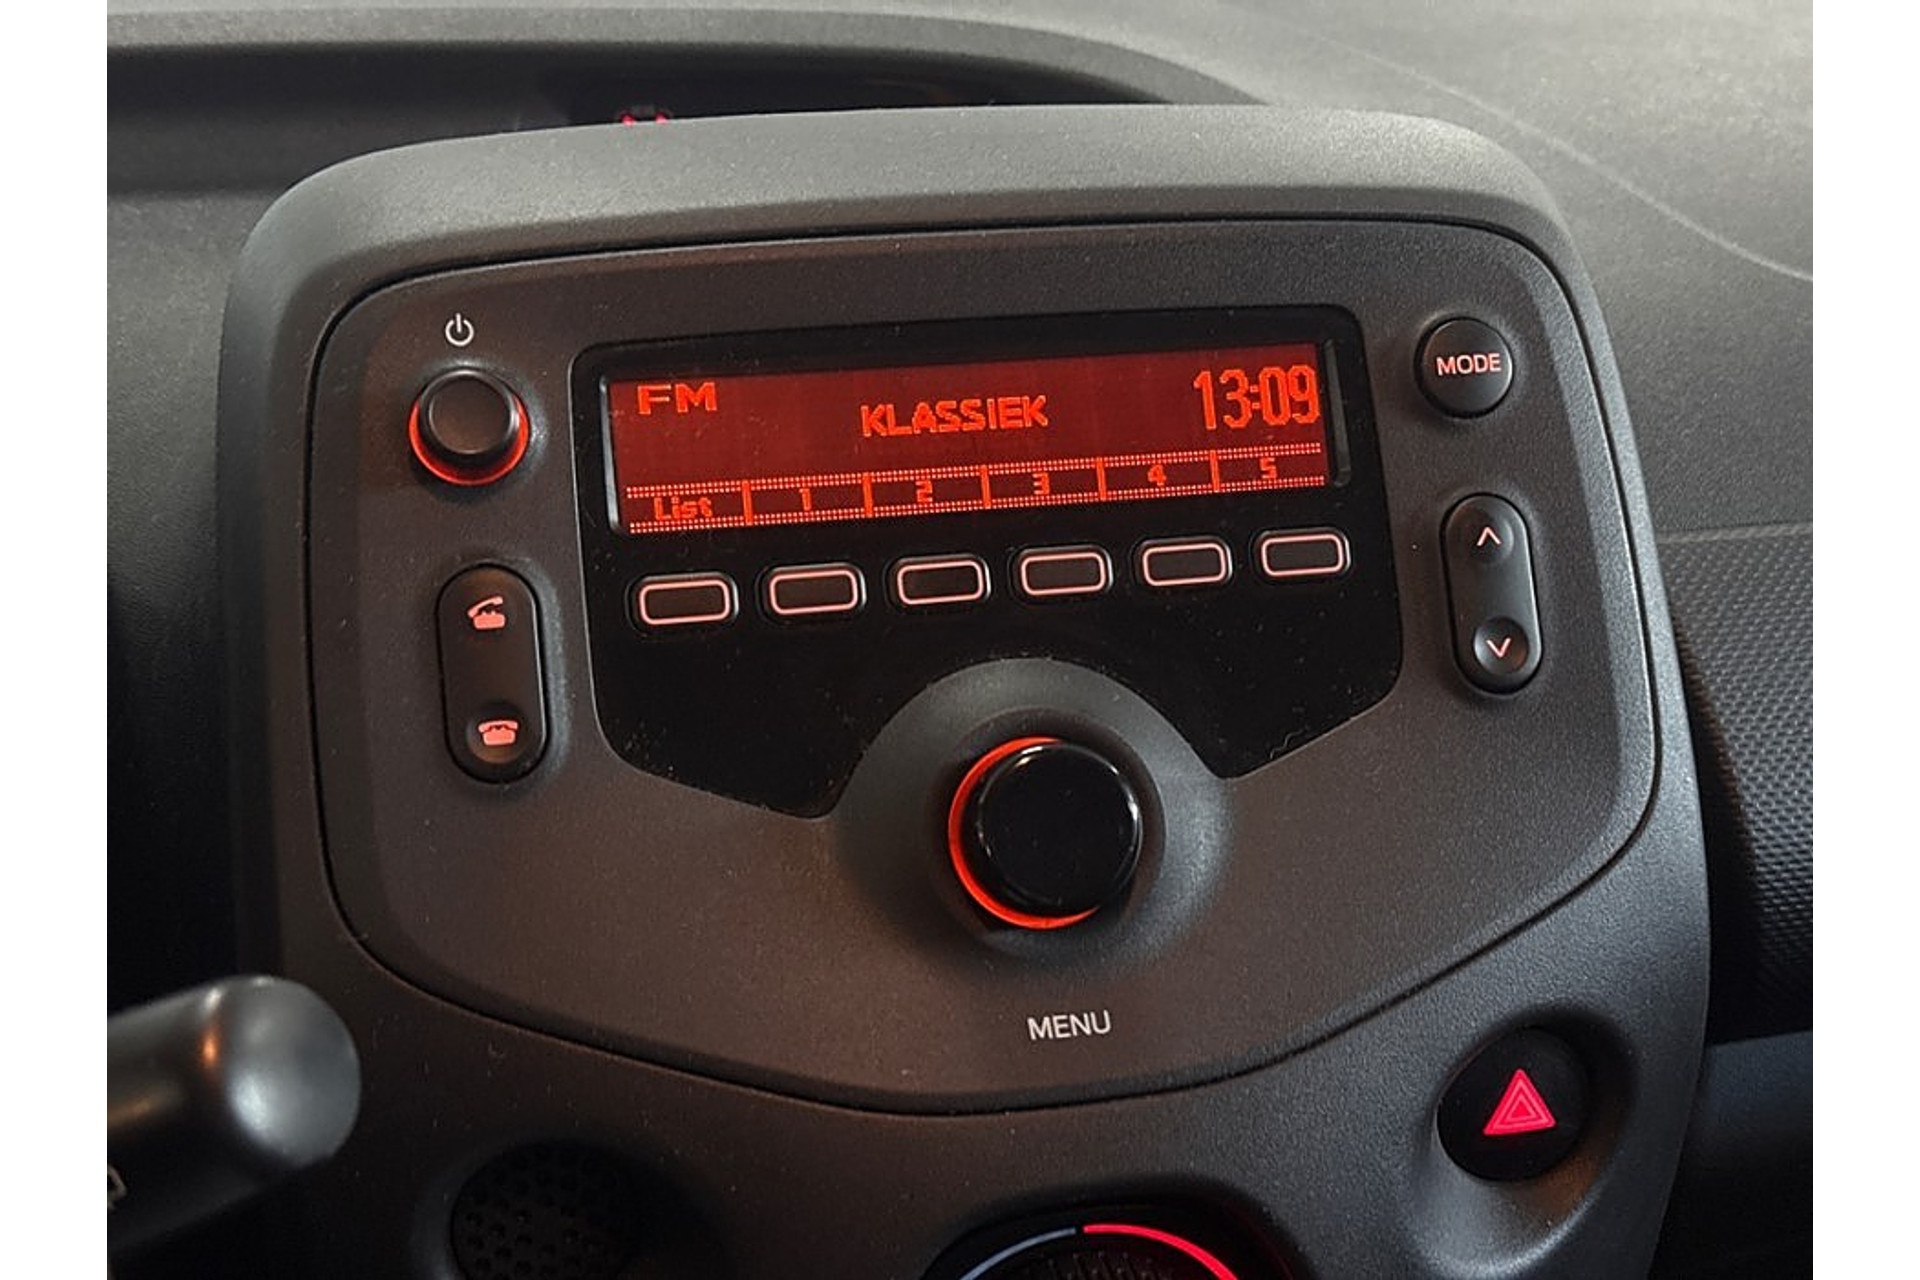 FM KLASSIEK 13:09
List 1 2 3 4 5
MODE
MENU